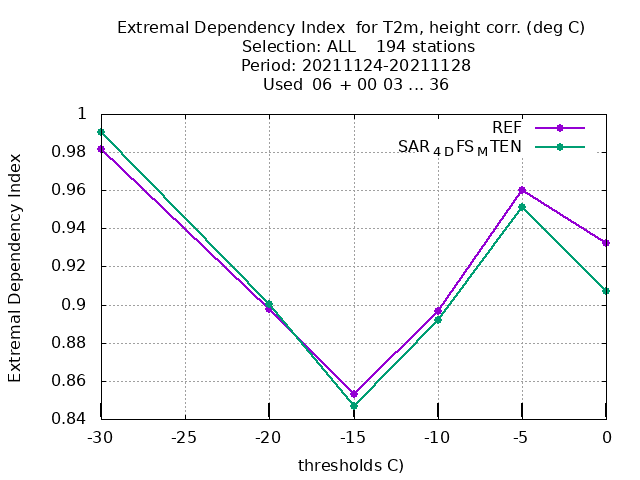 Extremal Dependency Index  for T2m, height corr. (deg C)
Selection: ALL    194 stations
Period: 20211124-20211128
Used  06 + 00 03 ... 36
REF
SAR4DFSMTEN
Extremal Dependency Index
1
0.98
0.96
0.94
0.92
0.9
0.88
0.86
0.84
-30
-25
-20
-15
-10
-5
0
thresholds C)